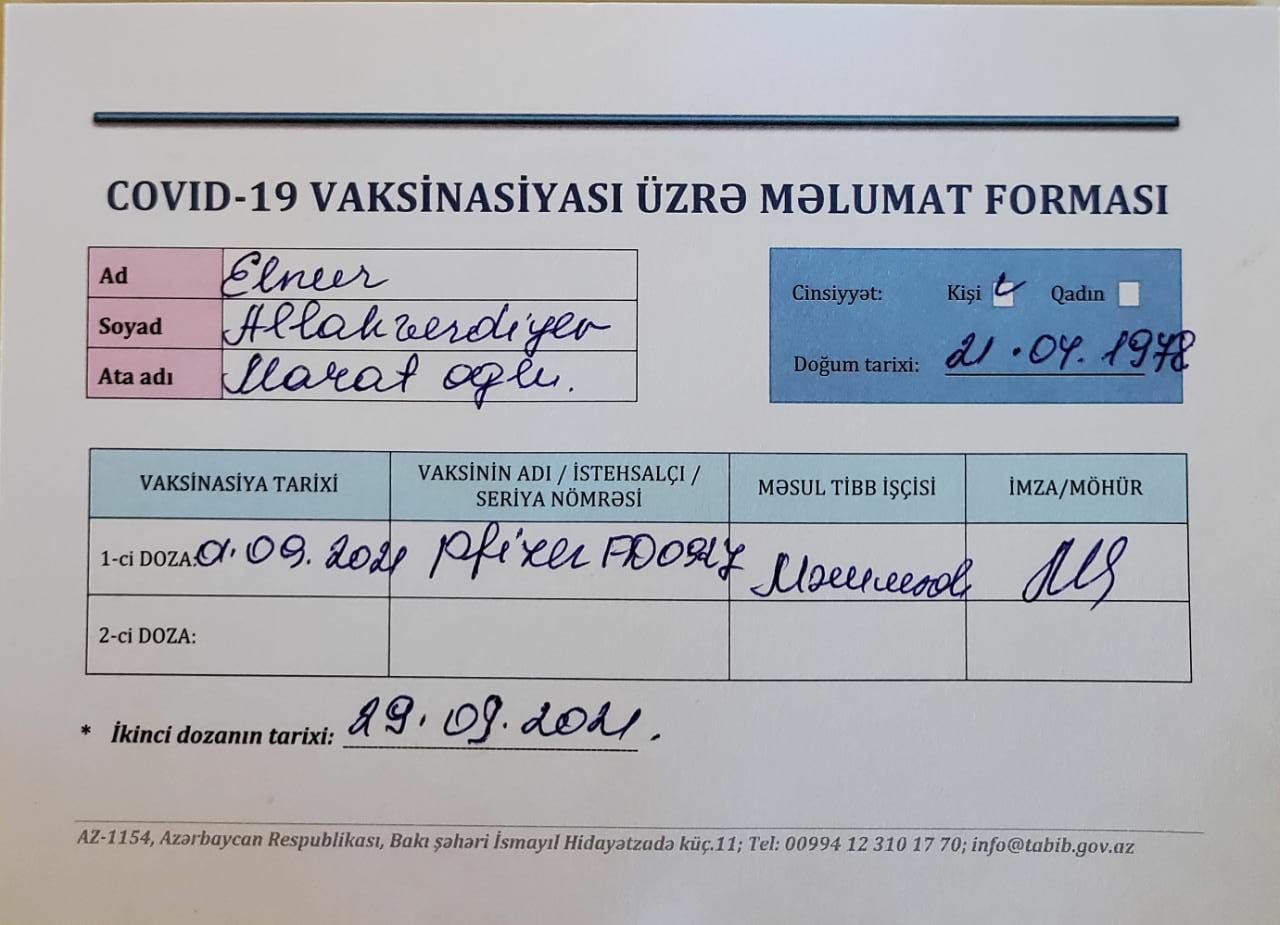 COVID-19 VAKSİNASİYASI ÜZRƏ MƏLUMAT FORMASI
Ad Elnur
Soyad Allakverdiyev
Ata adı Marat oglu.
Cinsiyyət: Kişi Qadın
Doğum tarixi: 21.04.1978
VAKSİNASİYA TARİXİ
VAKSİNİN ADI / İSTEHSALÇI /
SERİYA NÖMRƏSİ
MƏSUL TİBB İŞÇİSİ
İMZA/MÖHÜR
1-ci DOZA: 01.09.2021 Pfizer FD0927 Məmmədov
2-ci DOZA:
* İkinci dozanın tarixi: 29.09.2021.
AZ-1154, Azərbaycan Respublikası, Bakı şəhəri İsmayıl Hidayətzadə küç.11; Tel: 00994 12 310 17 70; info@tabib.gov.az